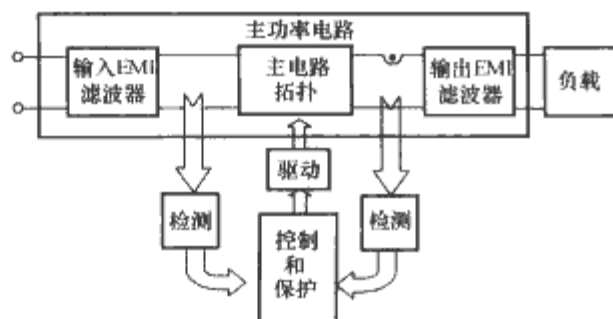 主功率电路
输入EMI
滤波器
主电路
拓扑
输出EMI
滤波器
负载
驱动
检测
检测
控制
和
保护